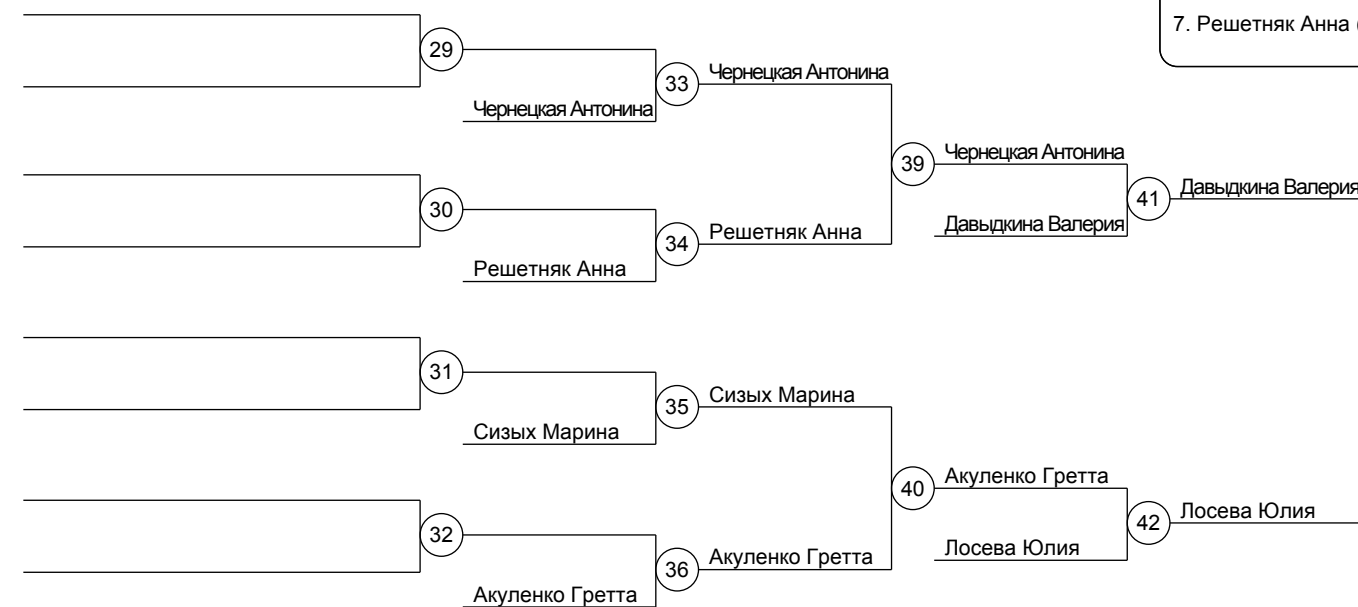 7. Решетняк Анна (
29
33
Чернецкая Антонина
Чернецкая Антонина
39
Чернецкая Антонина
41
Давыдкина Валерия
30
34
Решетняк Анна
Давыдкина Валерия
Решетняк Анна
31
35
Сизых Марина
Сизых Марина
40
Акуленко Гретта
42
Лосева Юлия
32
36
Акуленко Гретта
Лосева Юлия
Акуленко Гретта